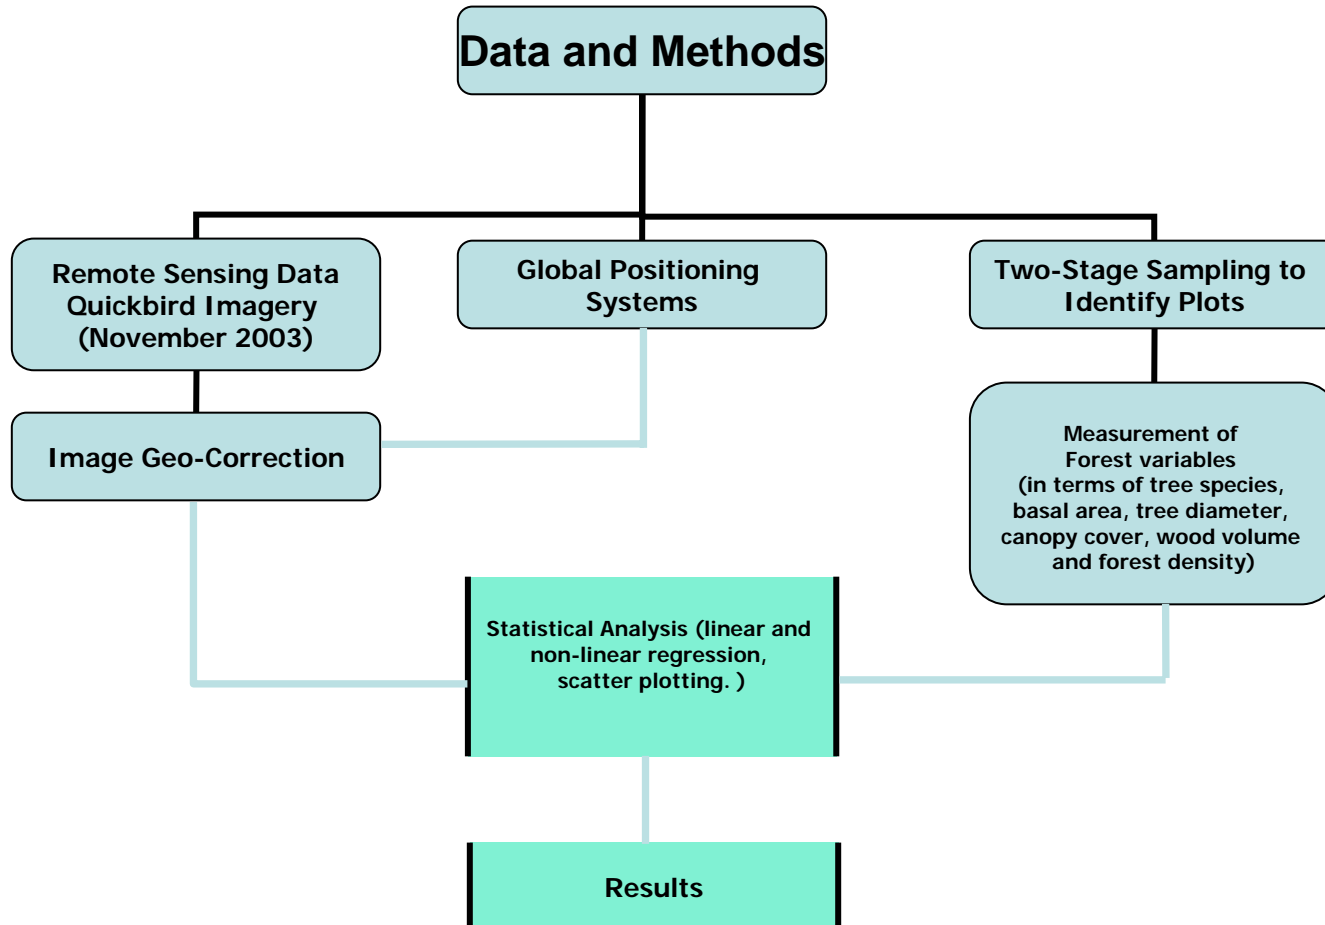 Data and Methods
Remote Sensing Data
Quickbird Imagery
(November 2003)
Global Positioning
Systems
Two-Stage Sampling to
Identify Plots
Image Geo-Correction
Measurement of
Forest variables
(in terms of tree species,
basal area, tree diameter,
canopy cover, wood volume
and forest density)
Statistical Analysis (linear and
non-linear regression,
scatter plotting. )
Results